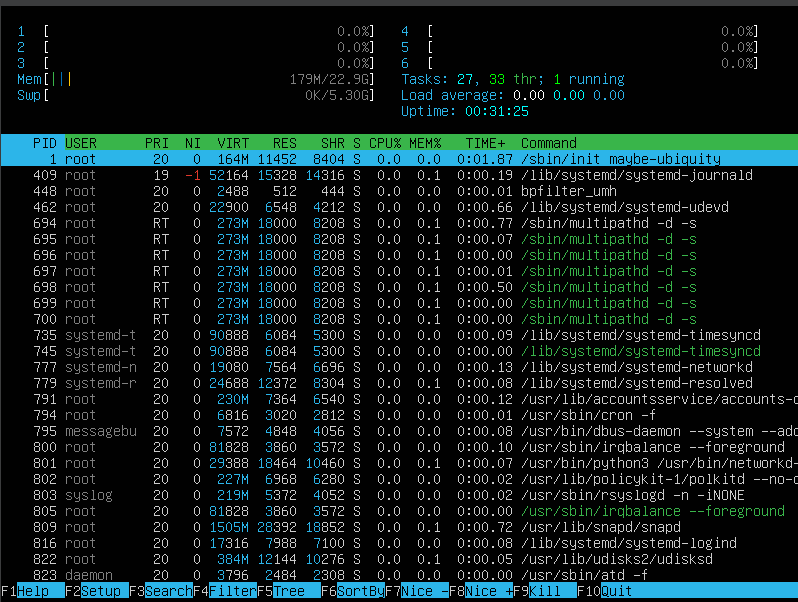 1 [ 0.0%] 4 [ 0.0%]
2 [ 0.0%] 5 [ 0.0%]
3 [ 0.0%] 6 [ 0.0%]
Mem[||| 179M/22.9G] Tasks: 27, 33 thr; 1 running
Swp[ 0K/5.30G] Load average: 0.00 0.00 0.00
Uptime: 00:31:25
PID USER PRI NI VIRT RES SHR S CPU% MEM% TIME+ Command
1 root 20 0 164M 11452 8404 S 0.0 0.0 0:01.87 /sbin/init maybe-ubiquity
409 root 19 -1 52164 15328 14316 S 0.0 0.1 0:00.19 /lib/systemd/systemd-journald
448 root 20 0 2488 512 444 S 0.0 0.0 0:00.01 bpfilter_umh
462 root 20 0 22900 6548 4212 S 0.0 0.0 0:00.66 /lib/systemd/systemd-udevd
694 root RT 0 273M 18000 8208 S 0.0 0.1 0:00.77 /sbin/multipathd -d -s
695 root RT 0 273M 18000 8208 S 0.0 0.1 0:00.07 /sbin/multipathd -d -s
696 root RT 0 273M 18000 8208 S 0.0 0.1 0:00.00 /sbin/multipathd -d -s
697 root RT 0 273M 18000 8208 S 0.0 0.1 0:00.01 /sbin/multipathd -d -s
698 root RT 0 273M 18000 8208 S 0.0 0.1 0:00.50 /sbin/multipathd -d -s
699 root RT 0 273M 18000 8208 S 0.0 0.1 0:00.00 /sbin/multipathd -d -s
700 root RT 0 273M 18000 8208 S 0.0 0.1 0:00.00 /sbin/multipathd -d -s
735 systemd-t 20 0 90888 6084 5300 S 0.0 0.0 0:00.09 /lib/systemd/systemd-timesyncd
745 systemd-t 20 0 90888 6084 5300 S 0.0 0.0 0:00.00 /lib/systemd/systemd-timesyncd
777 systemd-n 20 0 19080 7564 6696 S 0.0 0.0 0:00.13 /lib/systemd/systemd-networkd
779 systemd-r 20 0 24688 12372 8304 S 0.0 0.1 0:00.08 /lib/systemd/systemd-resolved
791 root 20 0 230M 7364 6540 S 0.0 0.0 0:00.12 /usr/lib/accountsservice/accounts-d
794 root 20 0 6816 3020 2812 S 0.0 0.0 0:00.01 /usr/sbin/cron -f
795 messagebu 20 0 7572 4848 4056 S 0.0 0.0 0:00.08 /usr/bin/dbus-daemon --system --add
800 root 20 0 81828 3860 3572 S 0.0 0.0 0:00.10 /usr/sbin/irqbalance --foreground
801 root 20 0 29388 18464 10460 S 0.0 0.1 0:00.07 /usr/bin/python3 /usr/bin/networkd-
802 root 20 0 227M 6968 6280 S 0.0 0.0 0:00.02 /usr/lib/policykit-1/polkitd --no-d
803 syslog 20 0 219M 5372 4052 S 0.0 0.0 0:00.02 /usr/sbin/rsyslogd -n -iNONE
805 root 20 0 81828 3860 3572 S 0.0 0.0 0:00.00 /usr/sbin/irqbalance --foreground
809 root 20 0 1505M 28392 18852 S 0.0 0.1 0:00.72 /usr/lib/snapd/snapd
816 root 20 0 17316 7988 7100 S 0.0 0.0 0:00.08 /lib/systemd/systemd-logind
822 root 20 0 384M 12144 10276 S 0.0 0.1 0:00.05 /usr/lib/udisks2/udisksd
823 daemon 20 0 3796 2484 2308 S 0.0 0.0 0:00.00 /usr/sbin/atd -f
F1Help F2Setup F3SearchF4FilterF5Tree F6SortByF7Nice -F8Nice +F9Kill F10Quit